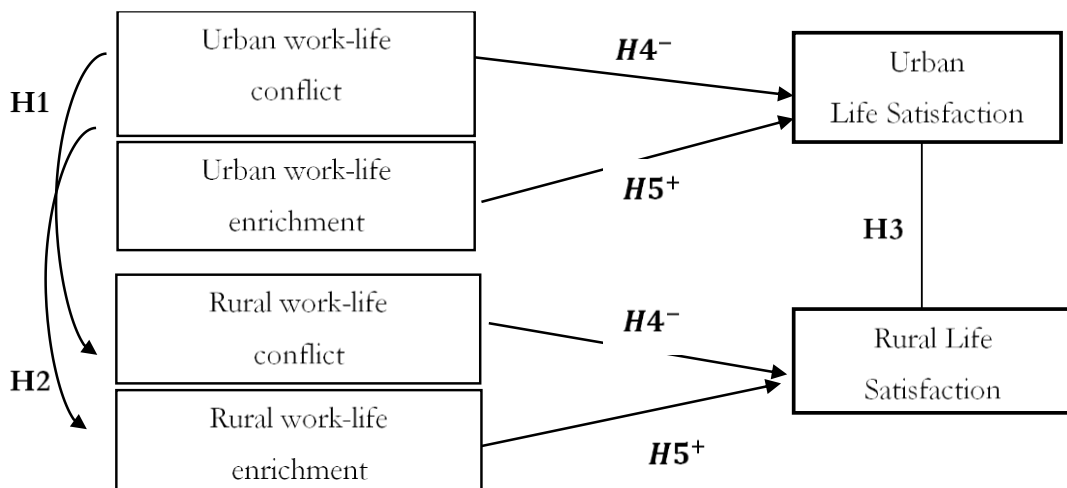 Urban work-life
conflict
H4⁻
Urban
Life Satisfaction
H1
Urban work-life
enrichment
H5⁺
H3
Rural work-life
conflict
H4⁻
Rural Life
Satisfaction
H2
Rural work-life
enrichment
H5⁺